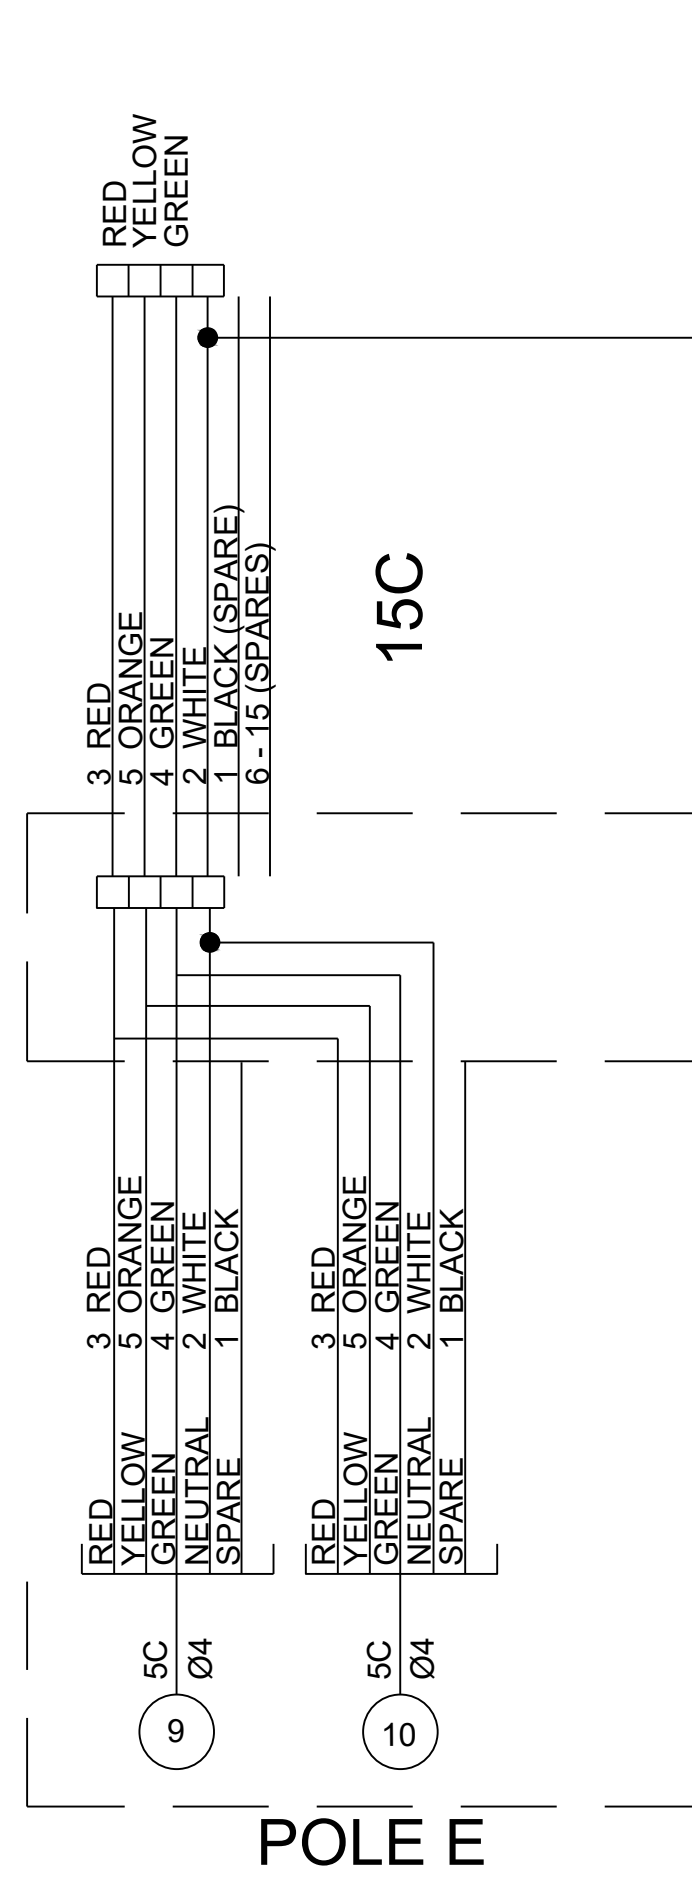 RED
YELLOW
GREEN
3 RED
5 ORANGE
4 GREEN
2 WHITE
1 BLACK (SPARE)
6 - 15 (SPARES)
15C
3 RED
5 ORANGE
4 GREEN
2 WHITE
1 BLACK
3 RED
5 ORANGE
4 GREEN
2 WHITE
1 BLACK
RED
YELLOW
GREEN
NEUTRAL
SPARE
RED
YELLOW
GREEN
NEUTRAL
SPARE
5C
Ø4
5C
Ø4
9
10
POLE E